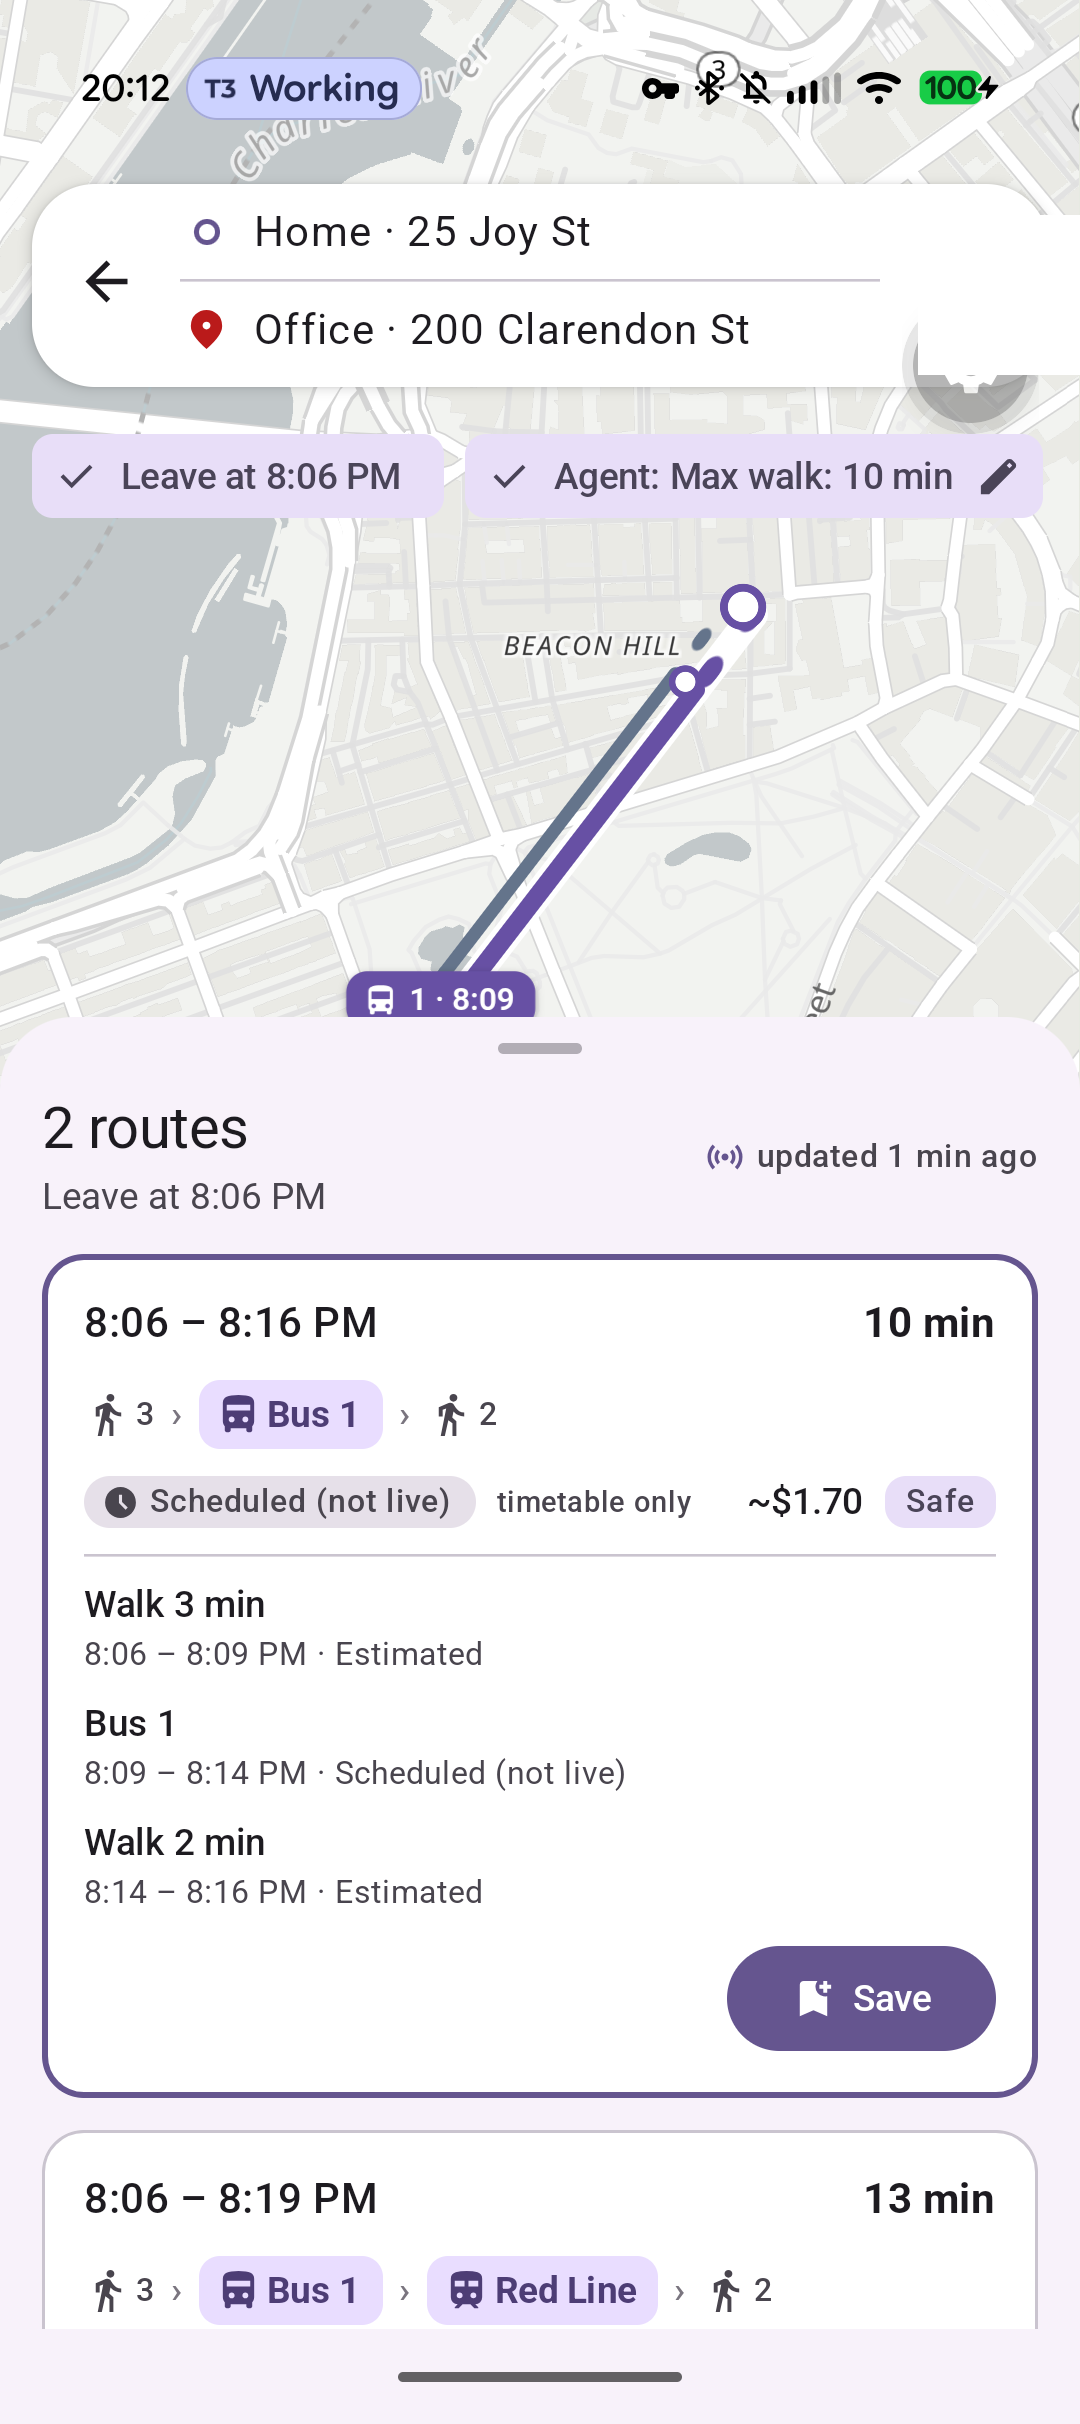 20:12
T3 Working
100
3
Home · 25 Joy St
Office · 200 Clarendon St
Leave at 8:06 PM
Agent: Max walk: 10 min
BEACON HILL
1 · 8:09
2 routes
updated 1 min ago
Leave at 8:06 PM
8:06 – 8:16 PM
10 min
3 › Bus 1 › 2
Scheduled (not live) timetable only ~$1.70 Safe
Walk 3 min
8:06 – 8:09 PM · Estimated
Bus 1
8:09 – 8:14 PM · Scheduled (not live)
Walk 2 min
8:14 – 8:16 PM · Estimated
Save
8:06 – 8:19 PM
13 min
3 › Bus 1 › Red Line › 2